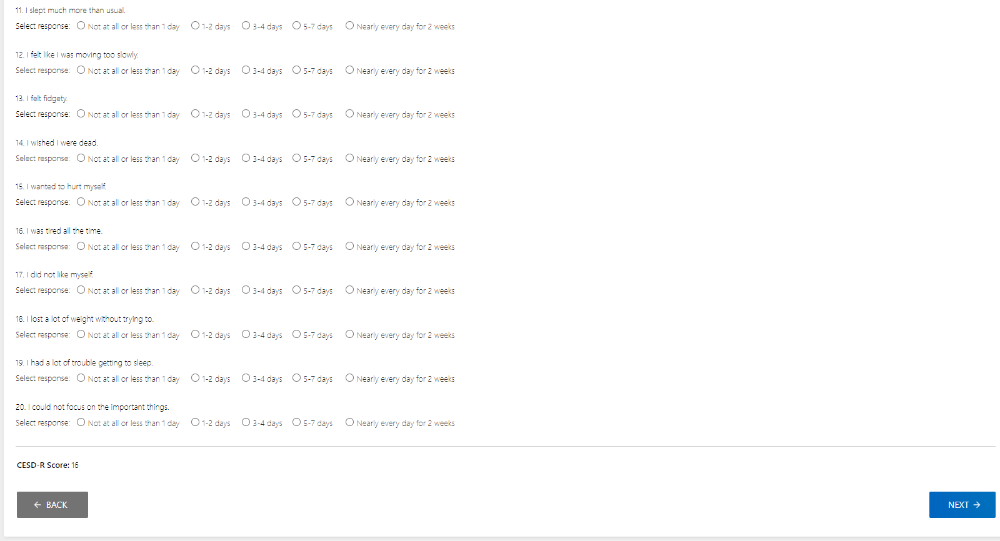 11. I slept much more than usual.
Select response: Not at all or less than 1 day 1-2 days 3-4 days 5-7 days Nearly every day for 2 weeks
12. I felt like I was moving too slowly.
Select response: Not at all or less than 1 day 1-2 days 3-4 days 5-7 days Nearly every day for 2 weeks
13. I felt fidgety.
Select response: Not at all or less than 1 day 1-2 days 3-4 days 5-7 days Nearly every day for 2 weeks
14. I wished I were dead.
Select response: Not at all or less than 1 day 1-2 days 3-4 days 5-7 days Nearly every day for 2 weeks
15. I wanted to hurt myself.
Select response: Not at all or less than 1 day 1-2 days 3-4 days 5-7 days Nearly every day for 2 weeks
16. I was tired all the time.
Select response: Not at all or less than 1 day 1-2 days 3-4 days 5-7 days Nearly every day for 2 weeks
17. I did not like myself.
Select response: Not at all or less than 1 day 1-2 days 3-4 days 5-7 days Nearly every day for 2 weeks
18. I lost a lot of weight without trying to.
Select response: Not at all or less than 1 day 1-2 days 3-4 days 5-7 days Nearly every day for 2 weeks
19. I had a lot of trouble getting to sleep.
Select response: Not at all or less than 1 day 1-2 days 3-4 days 5-7 days Nearly every day for 2 weeks
20. I could not focus on the important things.
Select response: Not at all or less than 1 day 1-2 days 3-4 days 5-7 days Nearly every day for 2 weeks
CESD-R Score: 16
← BACK NEXT →